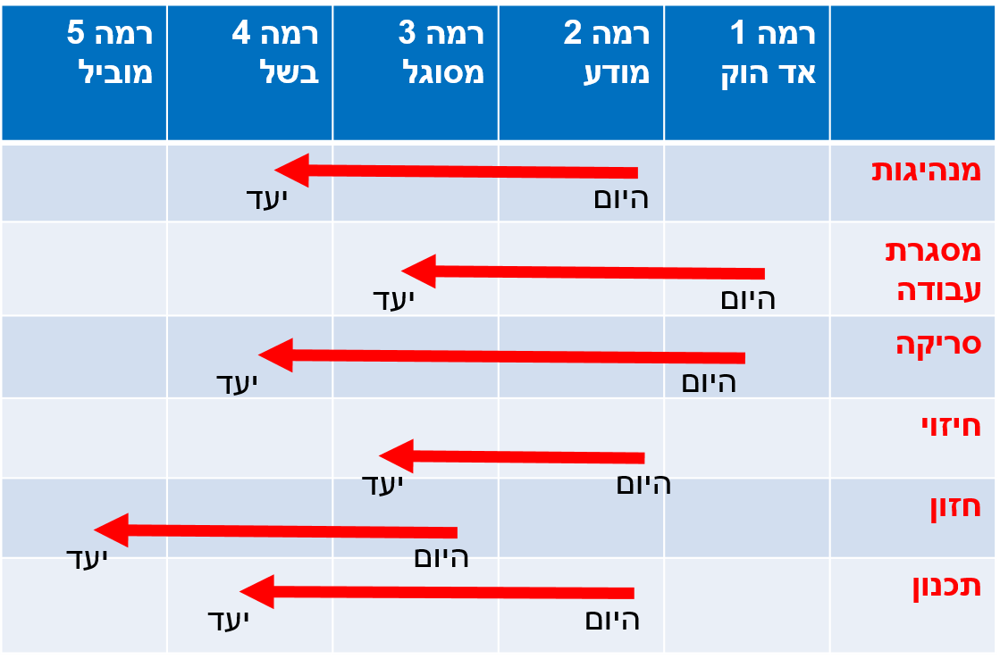 רמה 1
אד הוק
רמה 2
מודע
רמה 3
מסוגל
רמה 4
בשל
רמה 5
מוביל
מנהיגות
היום
יעד
מסגרת
עבודה
היום
יעד
סריקה
היום
יעד
חיזוי
היום
יעד
חזון
היום
יעד
תכנון
היום
יעד